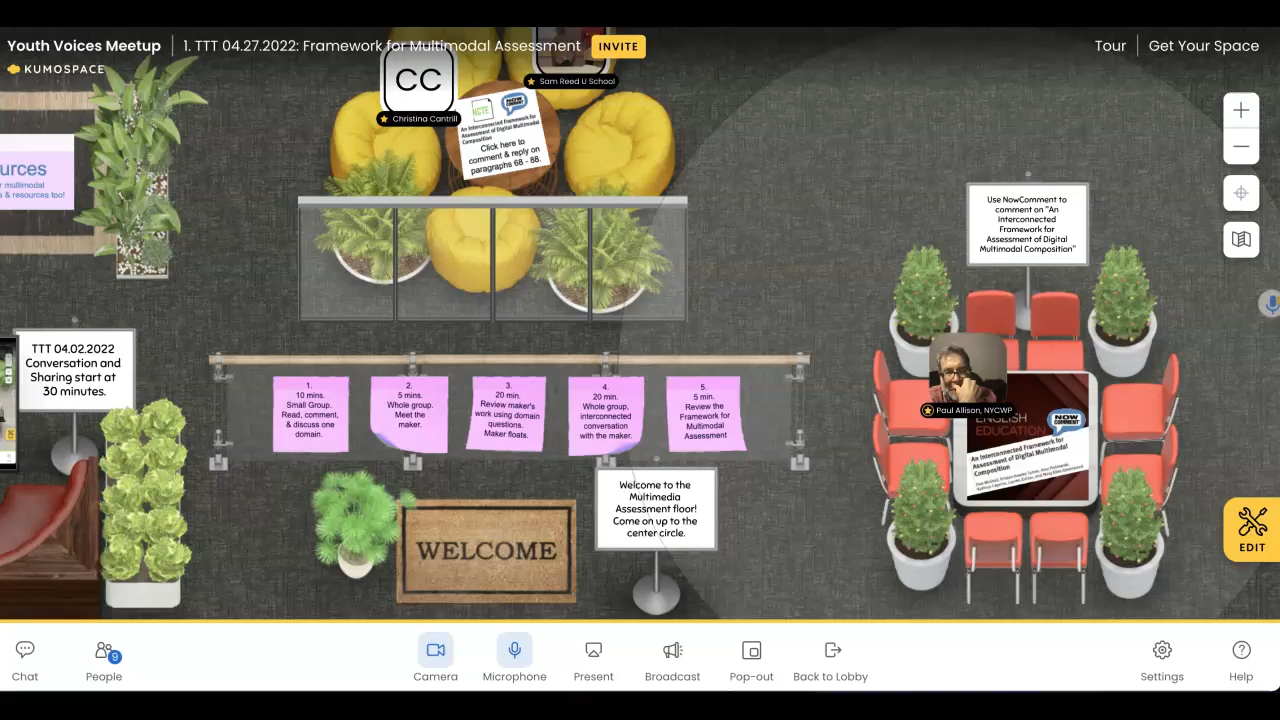 Youth Voices Meetup
1. TTT 04.27.2022: Framework for Multimodal Assessment
INVITE
Tour
Get Your Space
KUMOSPACE
CC
Christina Cantrill
Sam Reed U School
NCTE
NOW COMMENT
An Interconnected Framework for
Assessment of Digital Multimodal
Composition
Click here to
comment & reply on
paragraphs 68 - 88.
urces
r multimodal
s & resources too!
Use NowComment to
comment on "An
Interconnected
Framework for
Assessment of Digital
Multimodal Composition"
TTT 04.02.2022
Conversation and
Sharing start at
30 minutes.
1.
10 mins.
Small Group.
Read, comment,
& discuss one
domain.
2.
5 mins.
Whole group.
Meet the
maker.
3.
20 min.
Review maker's
work using domain
questions.
Maker floats.
4.
20 min.
Whole group,
interconnected
conversation
with the maker.
5.
5 min.
Review the
Framework for
Multimodal
Assessment
Paul Allison, NYCWP
ENGLISH
EDUCATION
NOW
COMMENT
An Interconnected Framework for
Assessment of Digital Multimodal
Composition
Welcome to the
Multimedia
Assessment floor!
Come on up to the
center circle.
WELCOME
EDIT
Chat
9
People
Camera
Microphone
Present
Broadcast
Pop-out
Back to Lobby
Settings
Help